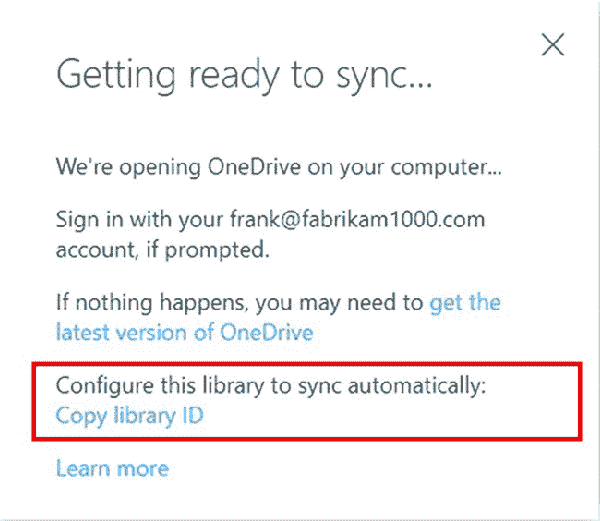 Getting ready to sync...
We're opening OneDrive on your computer...
Sign in with your frank@fabrikam1000.com
account, if prompted.
If nothing happens, you may need to get the
latest version of OneDrive
Configure this library to sync automatically:
Copy library ID
Learn more